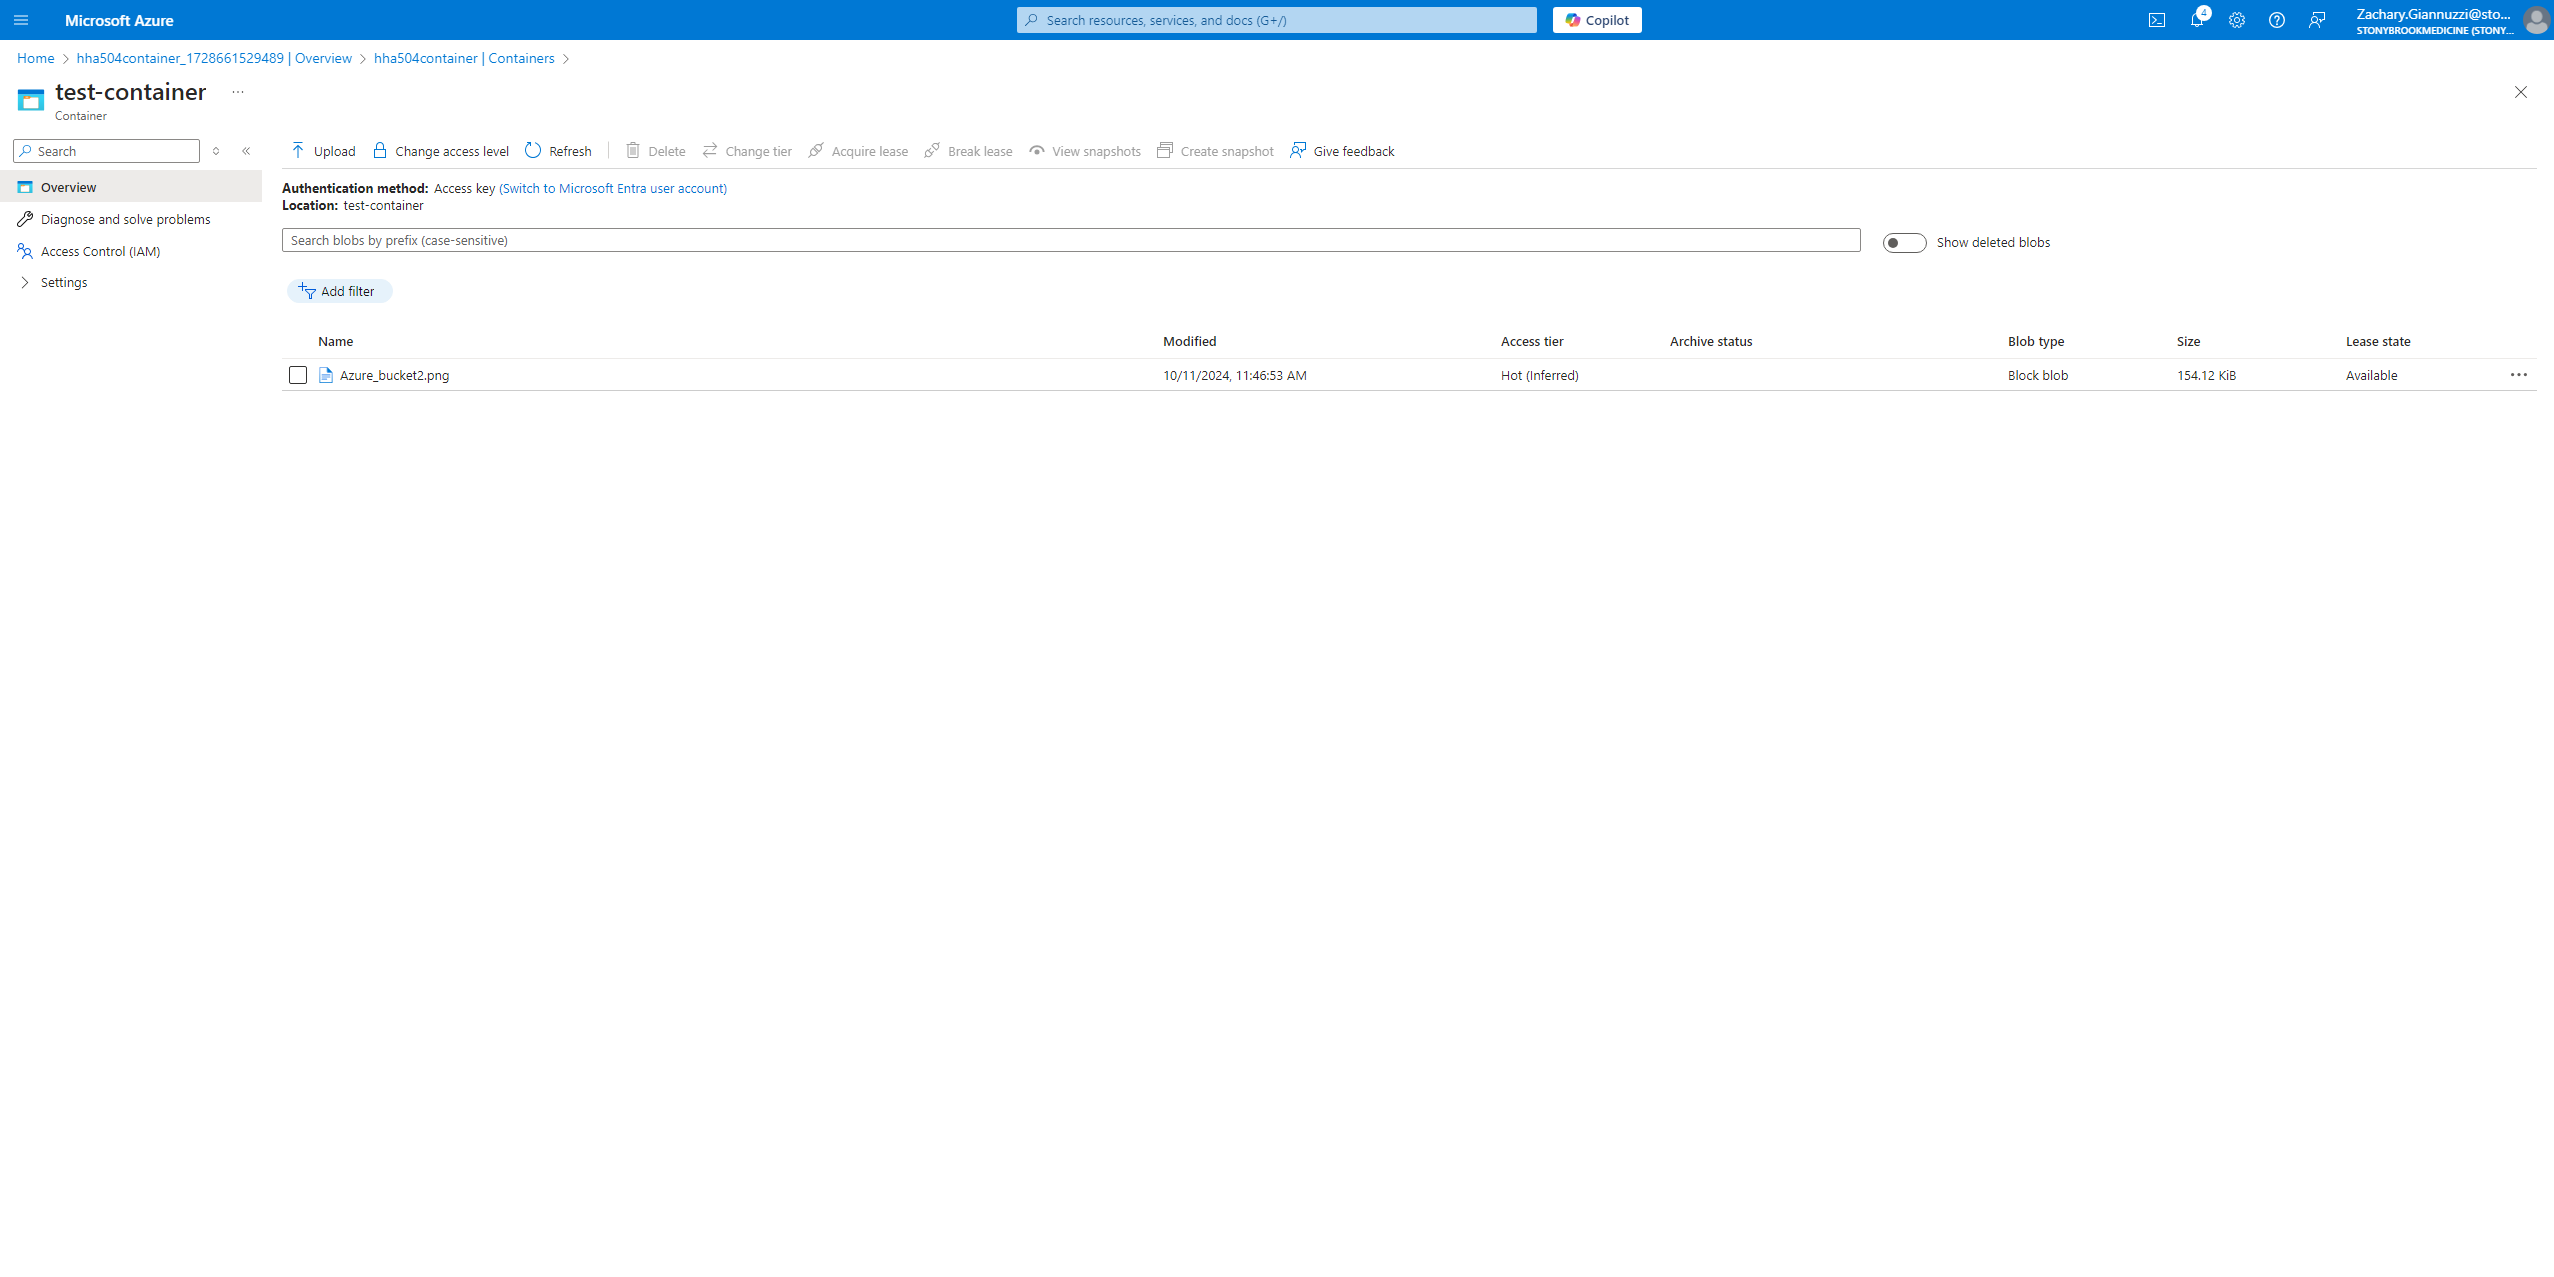 Microsoft Azure
Search resources, services, and docs (G+/)
Copilot
4
Zachary.Giannuzzi@sto...
STONYBROOKMEDICINE (STONY...
Home > hha504container_1728661529489 | Overview > hha504container | Containers >
test-container ...
Container
Search
Upload Change access level Refresh Delete Change tier Acquire lease Break lease View snapshots Create snapshot Give feedback
Overview
Diagnose and solve problems
Access Control (IAM)
Settings
Authentication method: Access key (Switch to Microsoft Entra user account)
Location: test-container
Search blobs by prefix (case-sensitive)
Show deleted blobs
Add filter
Name Modified Access tier Archive status Blob type Size Lease state
Azure_bucket2.png 10/11/2024, 11:46:53 AM Hot (Inferred) Block blob 154.12 KiB Available ...